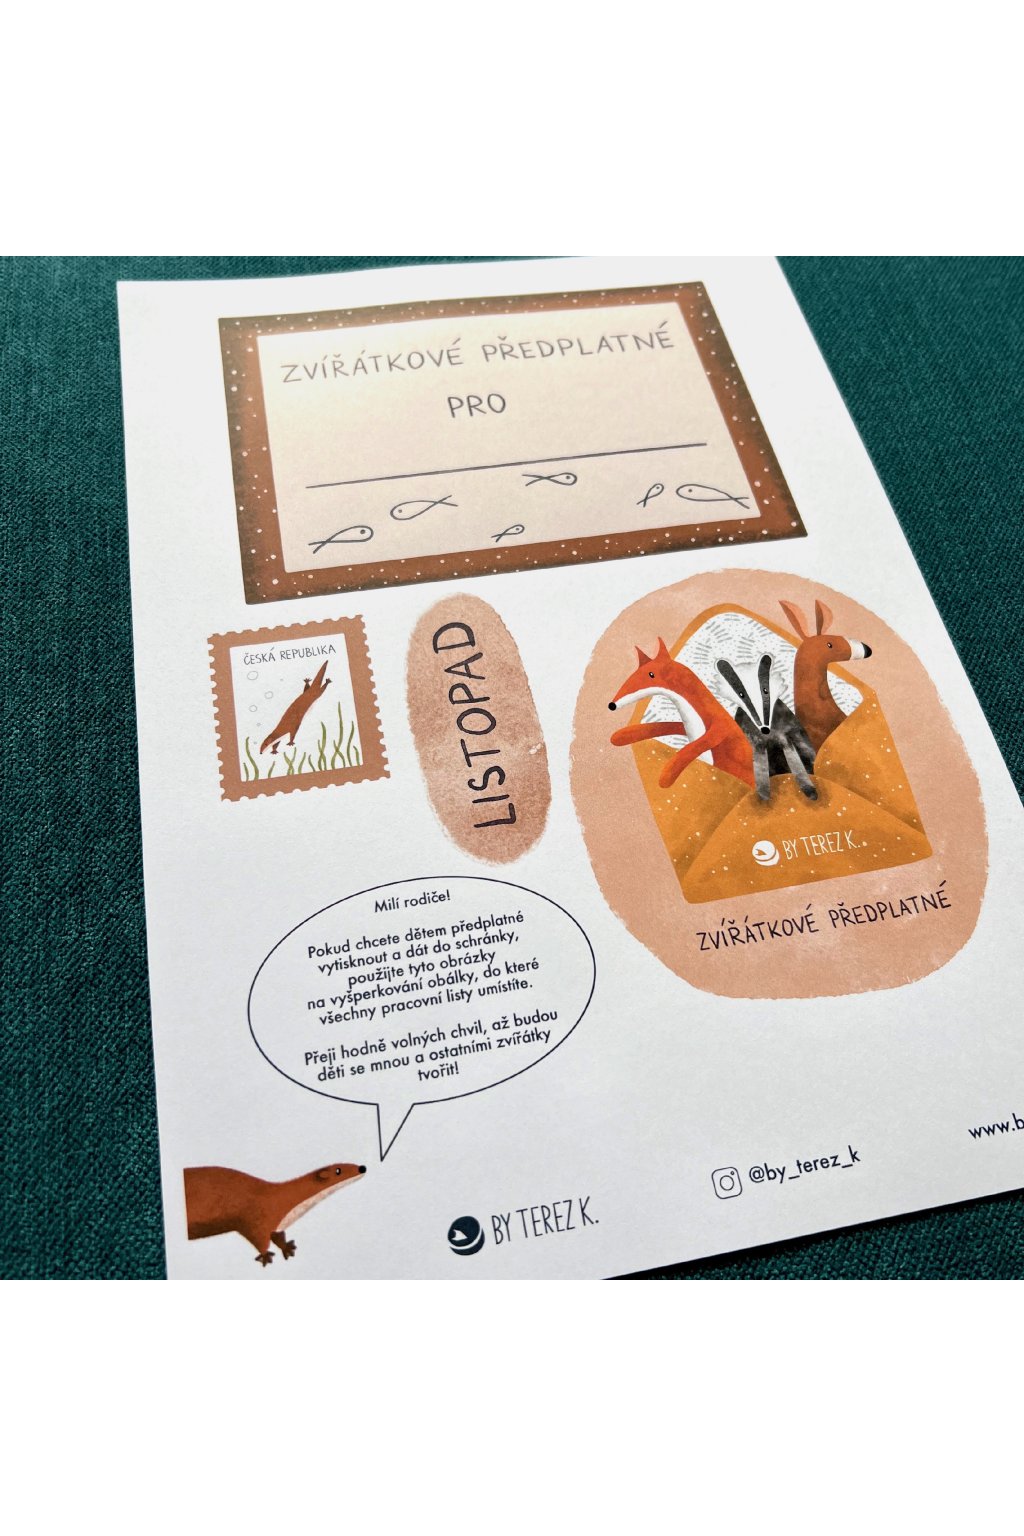 ZVÍŘÁTKOVÉ PŘEDPLATNÉ
PRO
ČESKÁ REPUBLIKA
LISTOPAD
BY TEREZ K.
ZVÍŘÁTKOVÉ PŘEDPLATNÉ
Milí rodiče!
Pokud chcete dětem předplatné
vytisknout a dát do schránky,
použijte tyto obrázky
na vyšperkování obálky, do které
všechny pracovní listy umístíte.
Přeji hodně volných chvil, až budou
děti se mnou a ostatními zvířátky
tvořit!
BY TEREZ K.
@by_terez_k
www.b